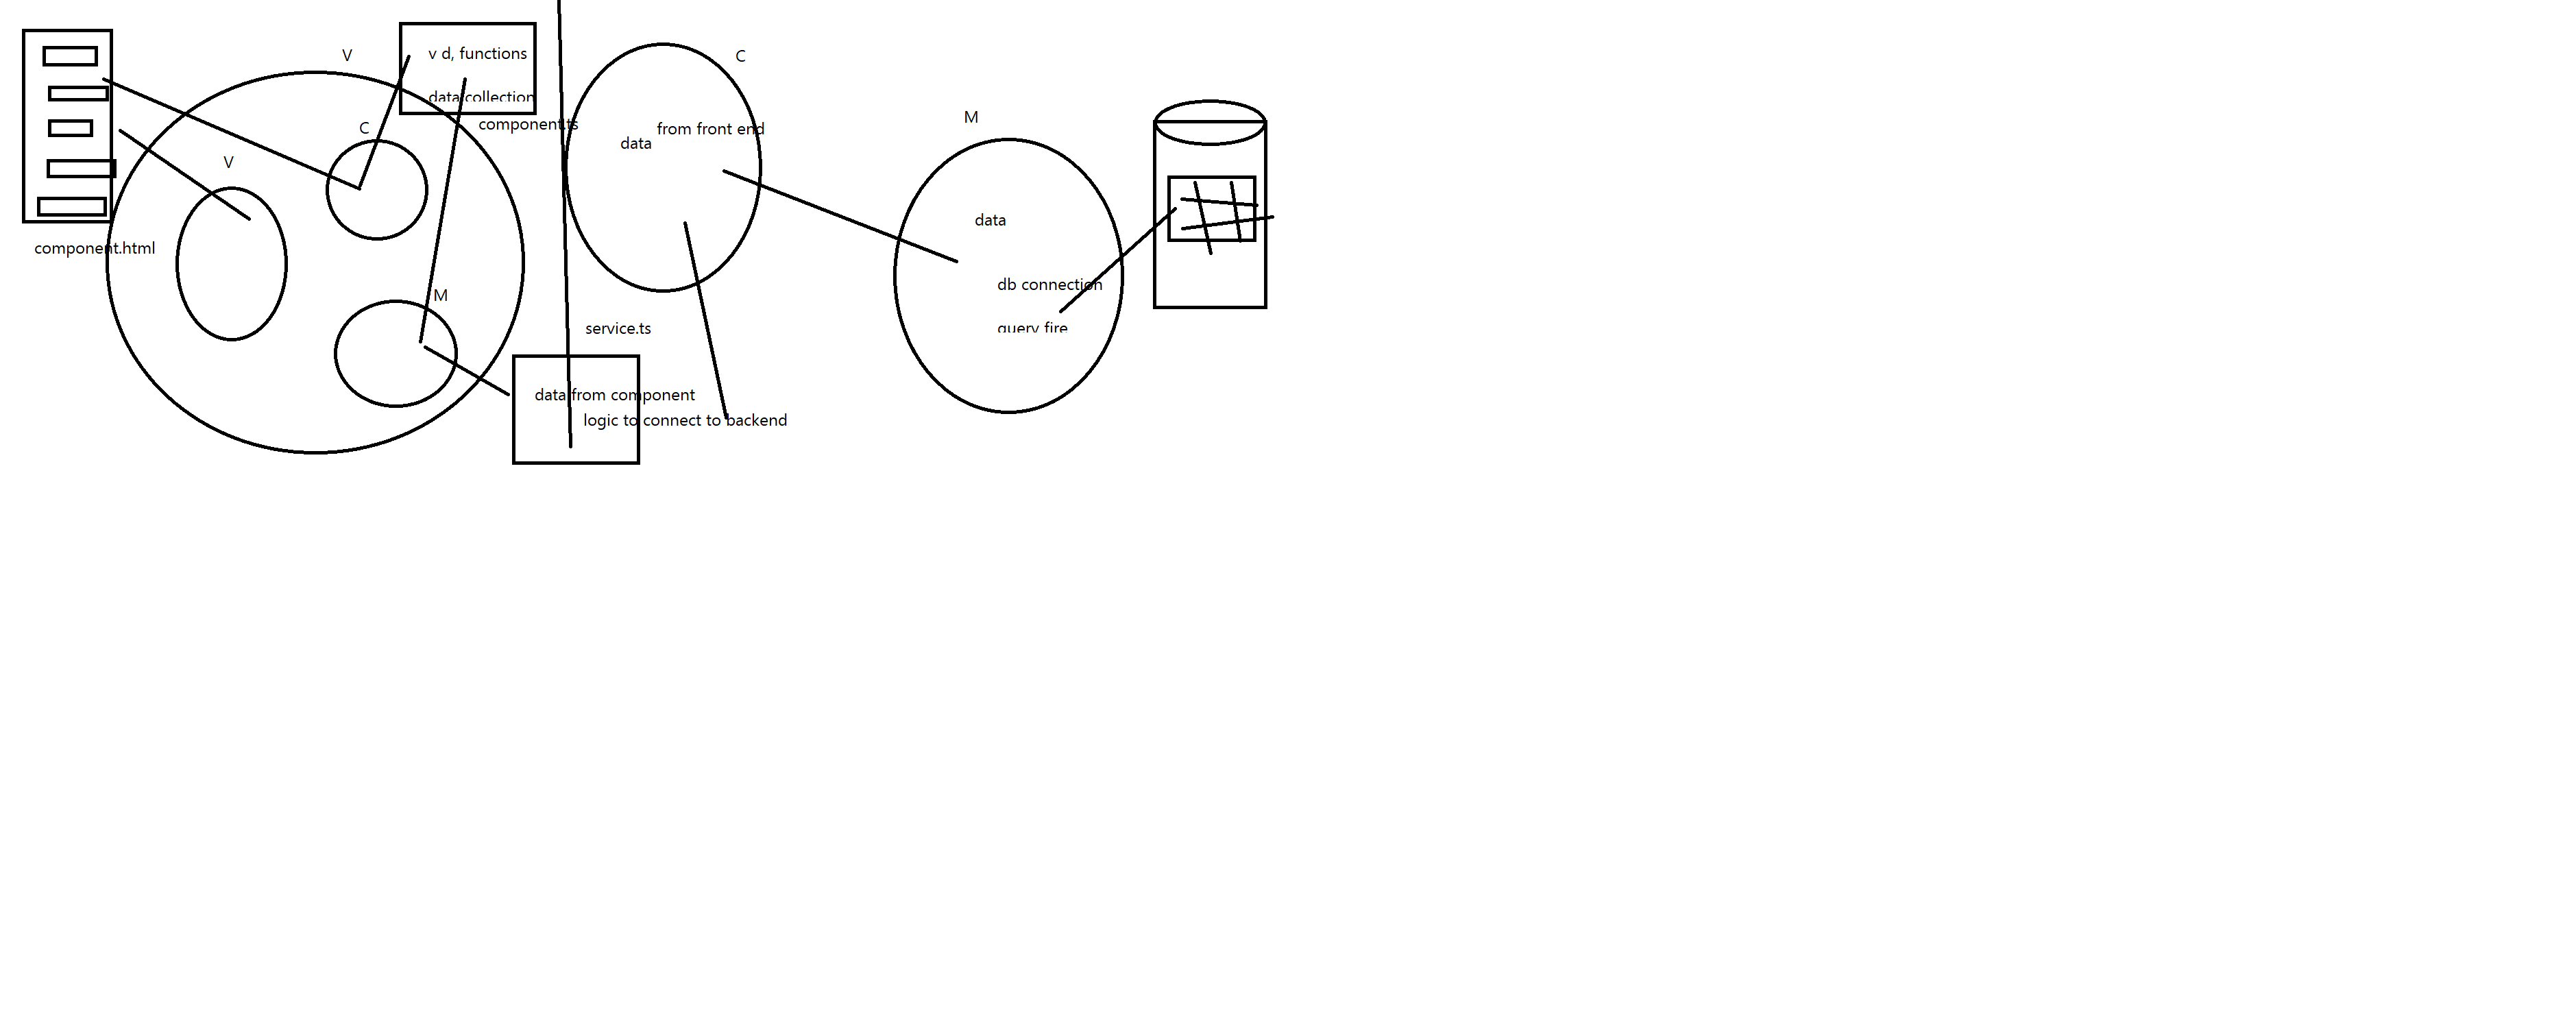 V
v d, functions
data collection
component.ts
C
V
component.html
M
C
from front end
data
service.ts
data from component
logic to connect to backend
M
data
db connection
query fire